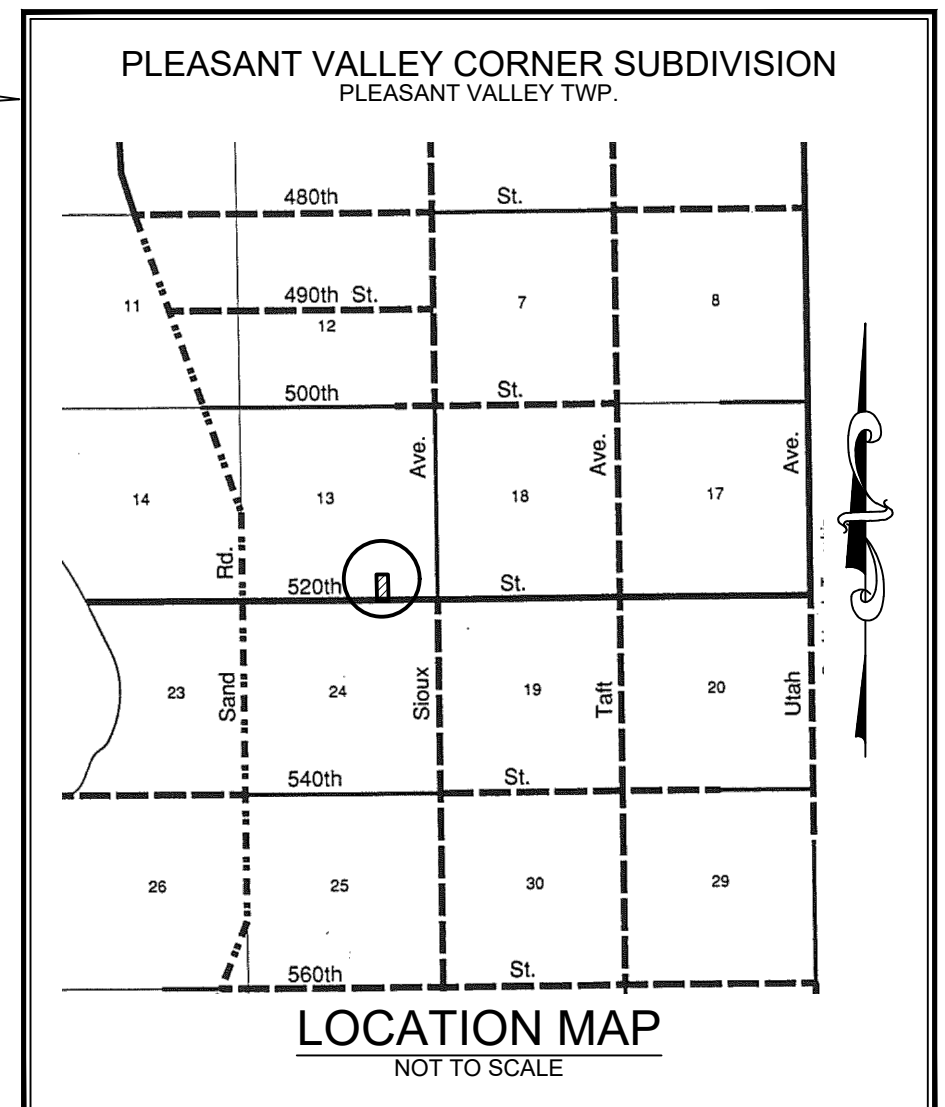 PLEASANT VALLEY CORNER SUBDIVISION
PLEASANT VALLEY TWP.
480th St.
11
490th St.
12
7
8
500th St.
14
13
Ave.
18
Ave.
17
Ave.
Rd.
520th St.
23
Sand
24
Sioux
19
Taft
20
Utah
540th St.
26
25
30
29
560th St.
LOCATION MAP
NOT TO SCALE